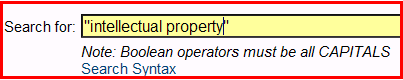 Search for: "intellectual property"
Note: Boolean operators must be all CAPITALS
Search Syntax